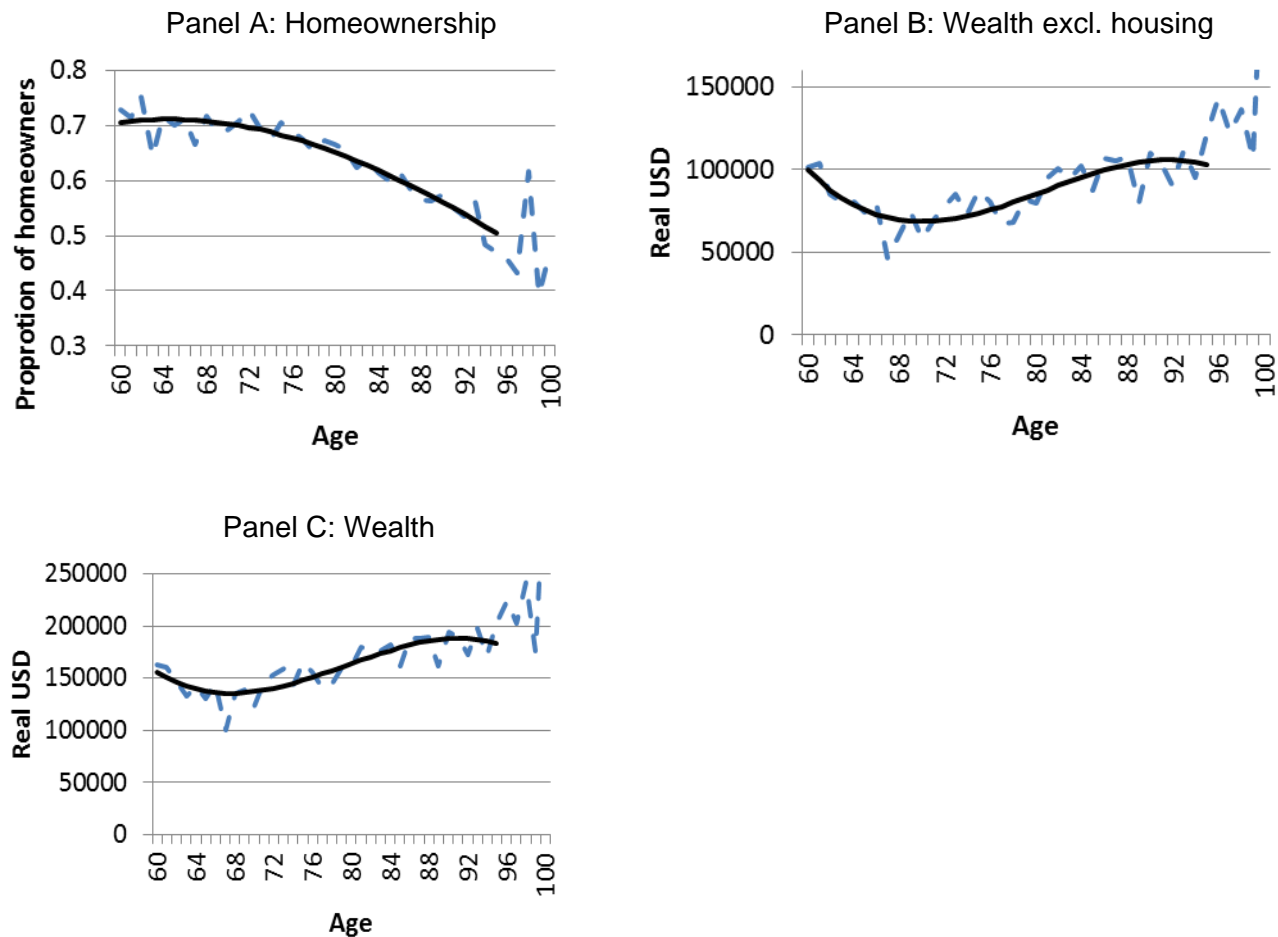 Panel A: Homeownership
Proprotion of homeowners
0.8
0.7
0.6
0.5
0.4
0.3
60 64 68 72 76 80 84 88 92 96 100
Age
Panel B: Wealth excl. housing
Real USD
150000
100000
50000
0
60 64 68 72 76 80 84 88 92 96 100
Age
Panel C: Wealth
Real USD
250000
200000
150000
100000
50000
0
60 64 68 72 76 80 84 88 92 96 100
Age